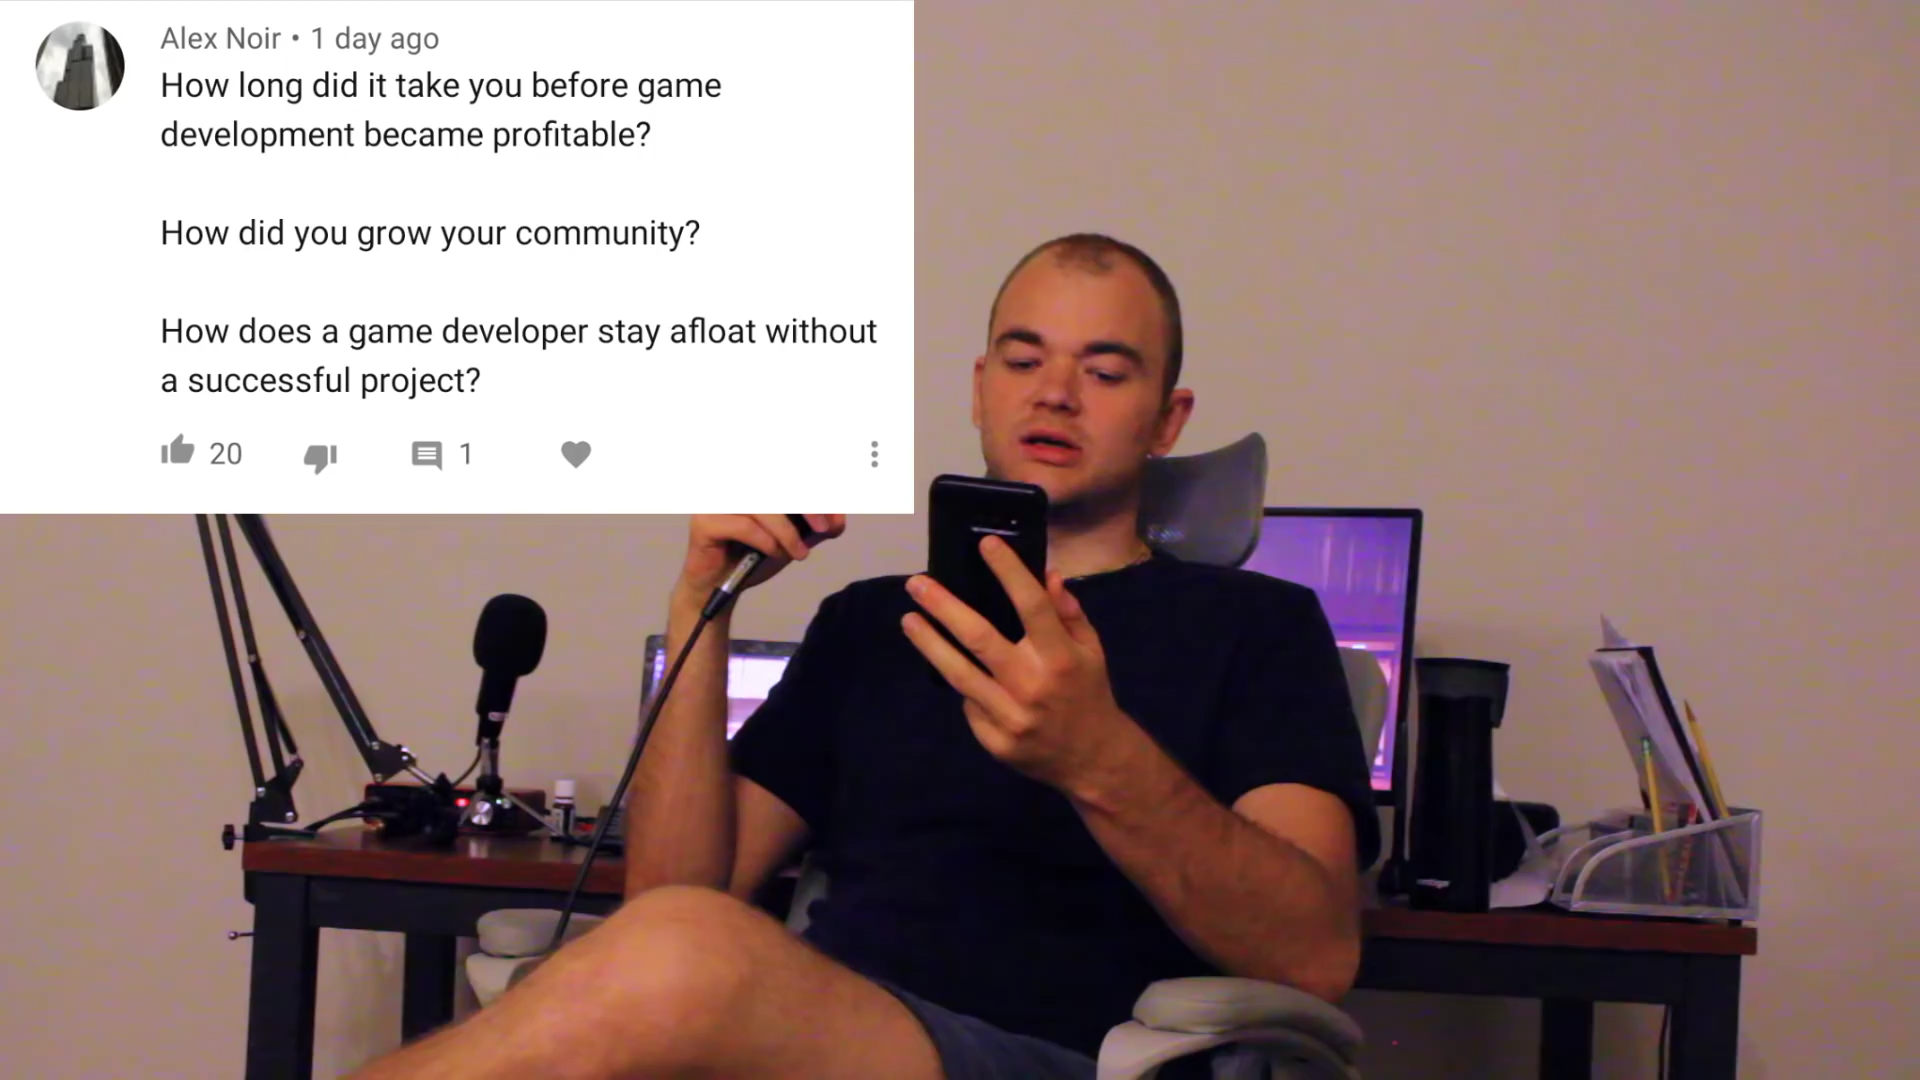 Alex Noir • 1 day ago
How long did it take you before game
development became profitable?
How did you grow your community?
How does a game developer stay afloat without
a successful project?
20
1